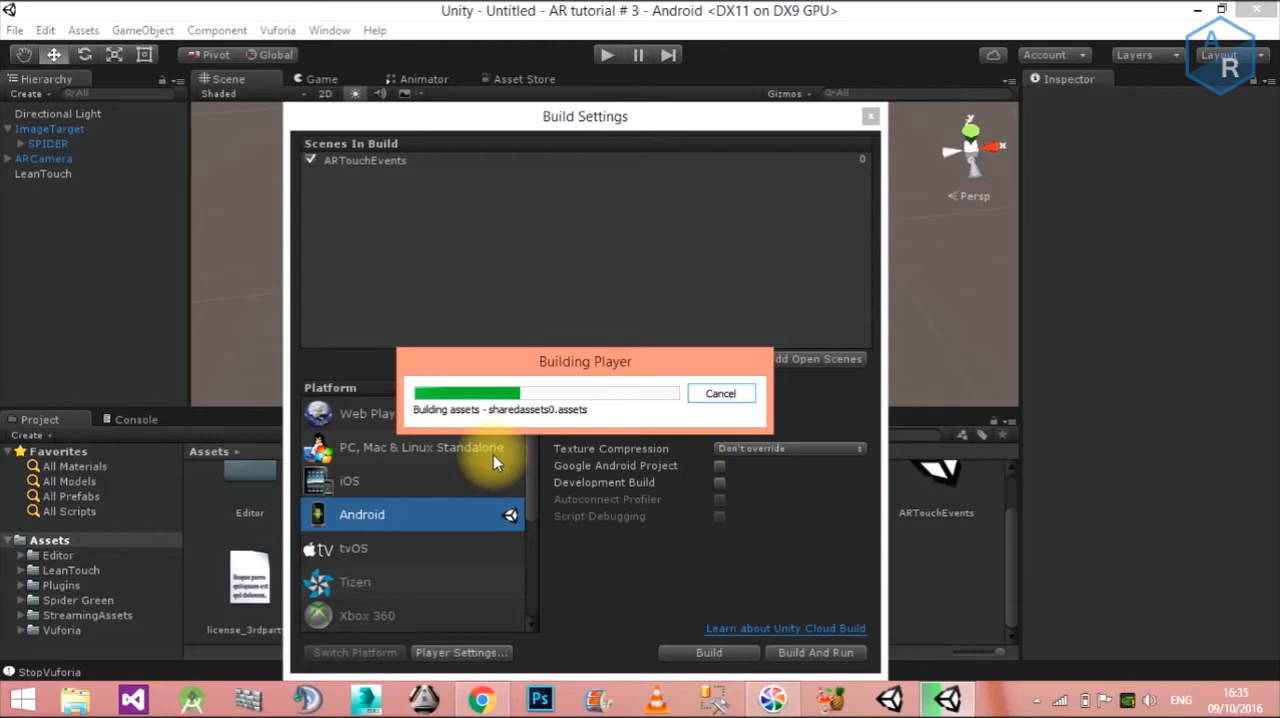 Unity - Untitled - AR tutorial # 3 - Android <DX11 on DX9 GPU>
File Edit Assets GameObject Component Vuforia Window Help
Pivot Global Account Layers Layout
A
R
Hierarchy Scene Game Animator Asset Store Inspector
Create All Shaded 2D Gizmos All
Directional Light
ImageTarget
SPIDER
ARCamera
LeanTouch
y
x
Persp
Build Settings
Scenes In Build
ARTouchEvents 0
dd Open Scenes
Building Player
Cancel
Building assets - sharedassets0.assets
Platform
Web Play
PC, Mac & Linux Standalone
iOS
Android
tvOS
Tizen
Xbox 360
Texture Compression Don't override
Google Android Project
Development Build
Autoconnect Profiler
Script Debugging
Learn about Unity Cloud Build
Switch Platform Player Settings... Build Build And Run
Project Console
Create
Favorites
All Materials
All Models
All Prefabs
All Scripts
Assets
Editor
LeanTouch
Plugins
Spider Green
StreamingAssets
Vuforia
Assets
Editor
license_3rdparty
ARTouchEvents
StopVuforia
ENG
16:35
09/10/2016